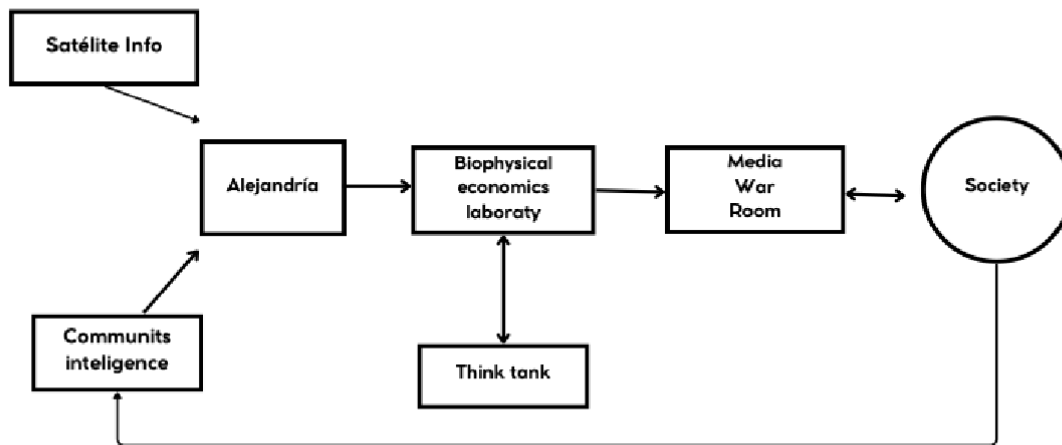 Satélite Info
Alejandría
Biophysical
economics
laboraty
Media
War
Room
Society
Communits
inteligence
Think tank